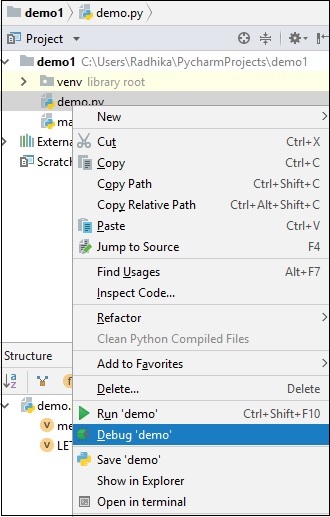 demo1 demo.py
Project
demo1 C:\Users\Radhika\PycharmProjects\demo1
venv library root
demo.py
ma
Externa
Scratch
New
Cut Ctrl+X
Copy Ctrl+C
Copy Path Ctrl+Shift+C
Copy Relative Path Ctrl+Alt+Shift+C
Paste Ctrl+V
Jump to Source F4
Find Usages Alt+F7
Inspect Code...
Refactor
Clean Python Compiled Files
Add to Favorites
Delete... Delete
Run 'demo' Ctrl+Shift+F10
Debug 'demo'
Save 'demo'
Show in Explorer
Open in terminal
Structure
demo.
me
LET